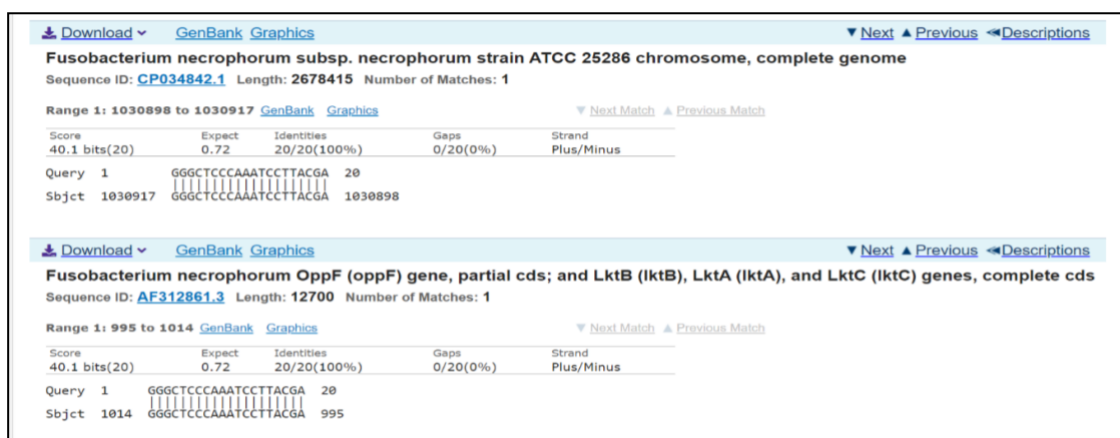 Download GenBank Graphics Next Previous Descriptions
Fusobacterium necrophorum subsp. necrophorum strain ATCC 25286 chromosome, complete genome
Sequence ID: CP034842.1 Length: 2678415 Number of Matches: 1
Range 1: 1030898 to 1030917 GenBank Graphics Next Match Previous Match
Score Expect Identities Gaps Strand
40.1 bits(20) 0.72 20/20(100%) 0/20(0%) Plus/Minus
Query 1 GGGCTCCCAAATCCTTACGA 20
Sbjct 1030917 GGGCTCCCAAATCCTTACGA 1030898
Download GenBank Graphics Next Previous Descriptions
Fusobacterium necrophorum OppF (oppF) gene, partial cds; and LktB (lktB), LktA (lktA), and LktC (lktC) genes, complete cds
Sequence ID: AF312861.3 Length: 12700 Number of Matches: 1
Range 1: 995 to 1014 GenBank Graphics Next Match Previous Match
Score Expect Identities Gaps Strand
40.1 bits(20) 0.72 20/20(100%) 0/20(0%) Plus/Minus
Query 1 GGGCTCCCAAATCCTTACGA 20
Sbjct 1014 GGGCTCCCAAATCCTTACGA 995